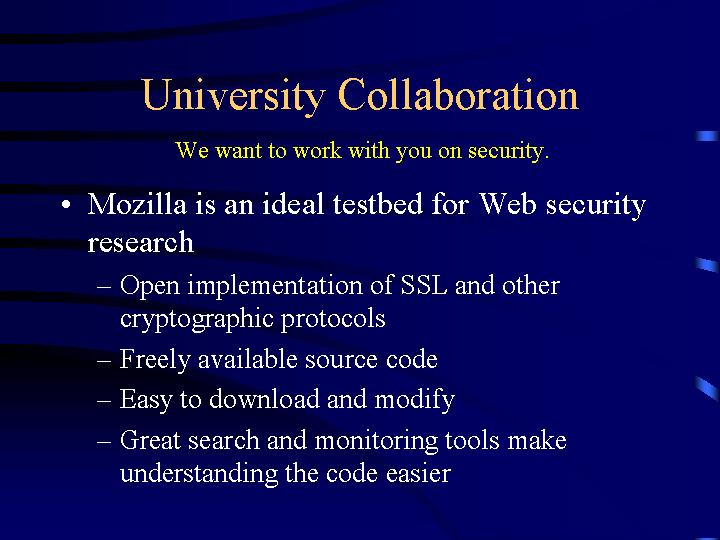 University Collaboration
We want to work with you on security.
• Mozilla is an ideal testbed for Web security
research
– Open implementation of SSL and other
cryptographic protocols
– Freely available source code
– Easy to download and modify
– Great search and monitoring tools make
understanding the code easier